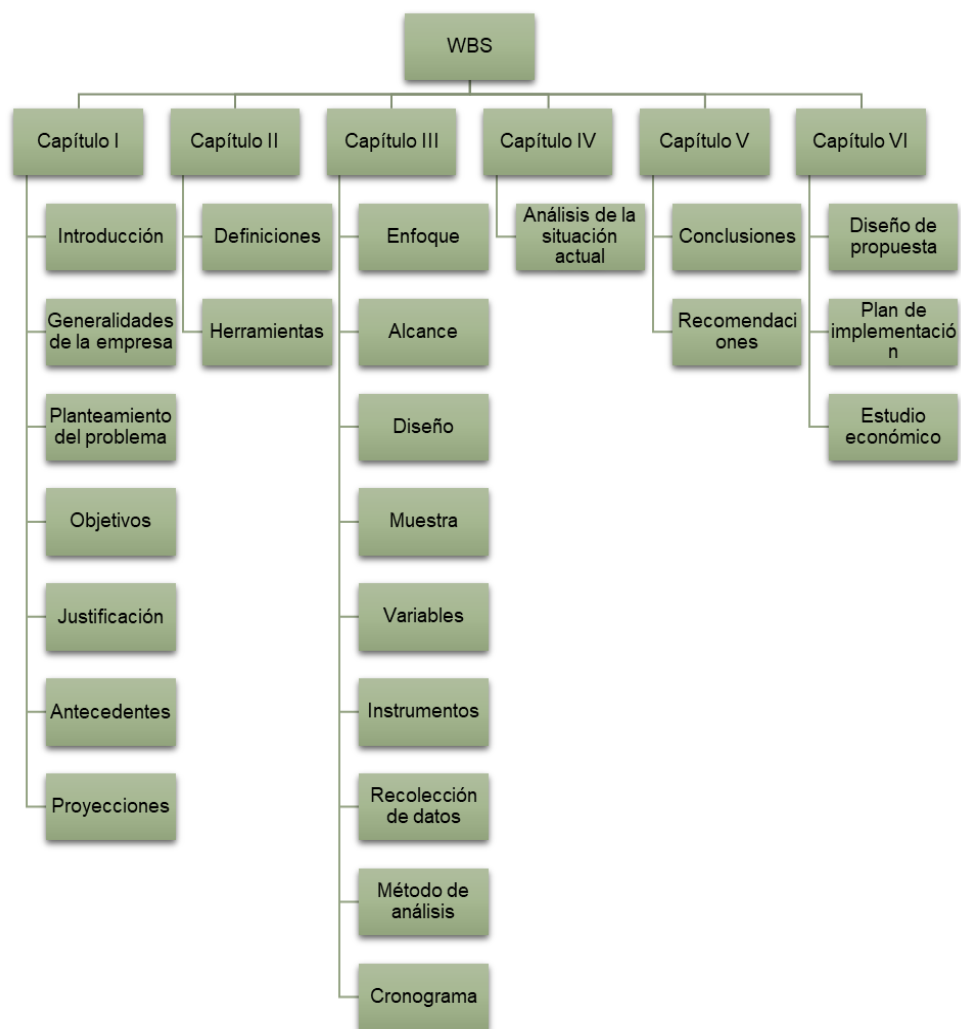 WBS
Capítulo I
Capítulo II
Capítulo III
Capítulo IV
Capítulo V
Capítulo VI
Introducción
Generalidades
de la empresa
Planteamiento
del problema
Objetivos
Justificación
Antecedentes
Proyecciones
Definiciones
Herramientas
Enfoque
Alcance
Diseño
Muestra
Variables
Instrumentos
Recolección
de datos
Método de
análisis
Cronograma
Análisis de la
situación
actual
Conclusiones
Recomendaci
ones
Diseño de
propuesta
Plan de
implementació
n
Estudio
económico